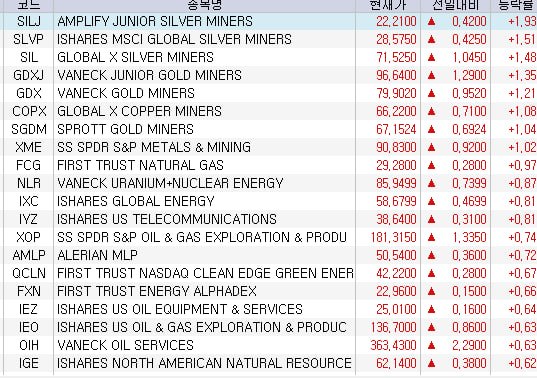 코드 종목명 현재가 전일대비 등락률
SILJ AMPLIFY JUNIOR SILVER MINERS 22,2100 ▲ 0,4200 +1,93
SLVP ISHARES MSCI GLOBAL SILVER MINERS 28,5750 ▲ 0,4250 +1,51
SIL GLOBAL X SILVER MINERS 71,5250 ▲ 1,0450 +1,48
GDXJ VANECK JUNIOR GOLD MINERS 96,6400 ▲ 1,2900 +1,35
GDX VANECK GOLD MINERS 79,9020 ▲ 0,9520 +1,21
COPX GLOBAL X COPPER MINERS 66,2200 ▲ 0,7100 +1,08
SGDM SPROTT GOLD MINERS 67,1524 ▲ 0,6924 +1,04
XME SS SPDR S&P METALS & MINING 90,8300 ▲ 0,9200 +1,02
FCG FIRST TRUST NATURAL GAS 29,2800 ▲ 0,2800 +0,97
NLR VANECK URANIUM+NUCLEAR ENERGY 85,9499 ▲ 0,7399 +0,87
IXC ISHARES GLOBAL ENERGY 58,6799 ▲ 0,4699 +0,81
IYZ ISHARES US TELECOMMUNICATIONS 38,6400 ▲ 0,3100 +0,81
XOP SS SPDR S&P OIL & GAS EXPLORATION & PRODU 181,3150 ▲ 1,3350 +0,74
AMLP ALERIAN MLP 50,5400 ▲ 0,3600 +0,72
QCLN FIRST TRUST NASDAQ CLEAN EDGE GREEN ENER 42,2200 ▲ 0,2800 +0,67
FXN FIRST TRUST ENERGY ALPHADEX 22,9600 ▲ 0,1500 +0,66
IEZ ISHARES US OIL EQUIPMENT & SERVICES 25,0100 ▲ 0,1600 +0,64
IEO ISHARES US OIL & GAS EXPLORATION & PRODUC 136,7000 ▲ 0,8600 +0,63
OIH VANECK OIL SERVICES 363,4300 ▲ 2,2900 +0,63
IGE ISHARES NORTH AMERICAN NATURAL RESOURCE 62,1400 ▲ 0,3800 +0,62